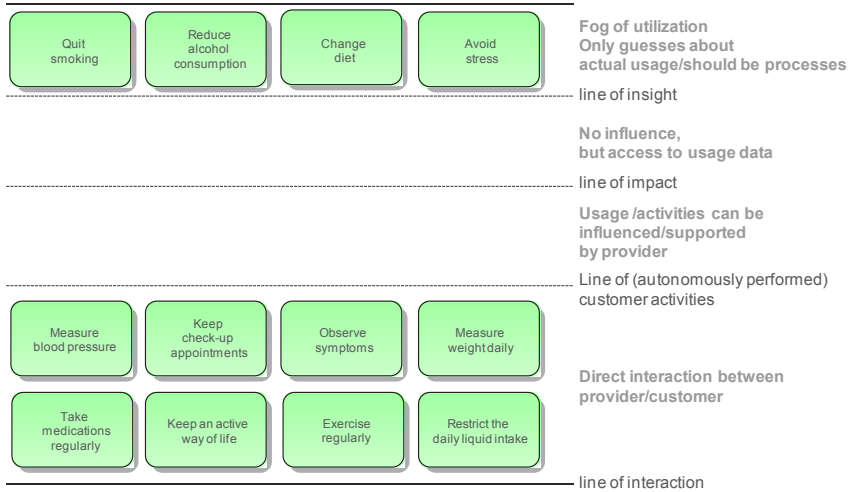 Quit
smoking
Reduce
alcohol
consumption
Change
diet
Avoid
stress
Fog of utilization
Only guesses about
actual usage/should be processes
line of insight
No influence,
but access to usage data
line of impact
Usage /activities can be
influenced/supported
by provider
Line of (autonomously performed)
customer activities
Measure
blood pressure
Keep
check-up
appointments
Observe
symptoms
Measure
weight daily
Direct interaction between
provider/customer
Take
medications
regularly
Keep an active
way of life
Exercise
regularly
Restrict the
daily liquid intake
line of interaction